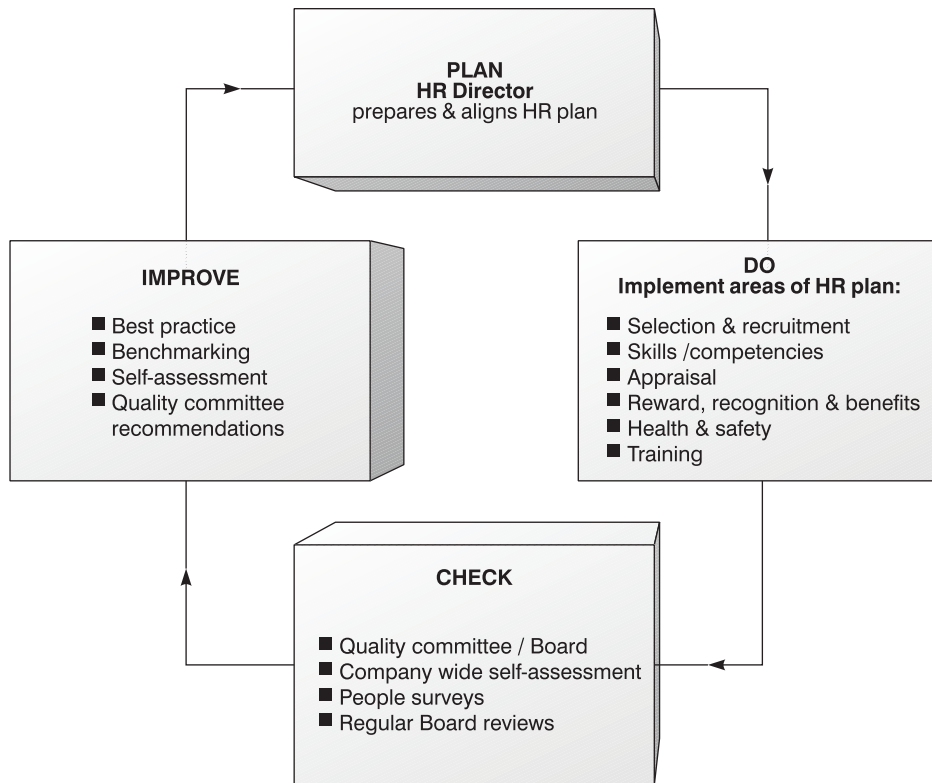 PLAN
HR Director
prepares & aligns HR plan
DO
Implement areas of HR plan:
■ Selection & recruitment
■ Skills /competencies
■ Appraisal
■ Reward, recognition & benefits
■ Health & safety
■ Training
CHECK
■ Quality committee / Board
■ Company wide self-assessment
■ People surveys
■ Regular Board reviews
IMPROVE
■ Best practice
■ Benchmarking
■ Self-assessment
■ Quality committee
recommendations